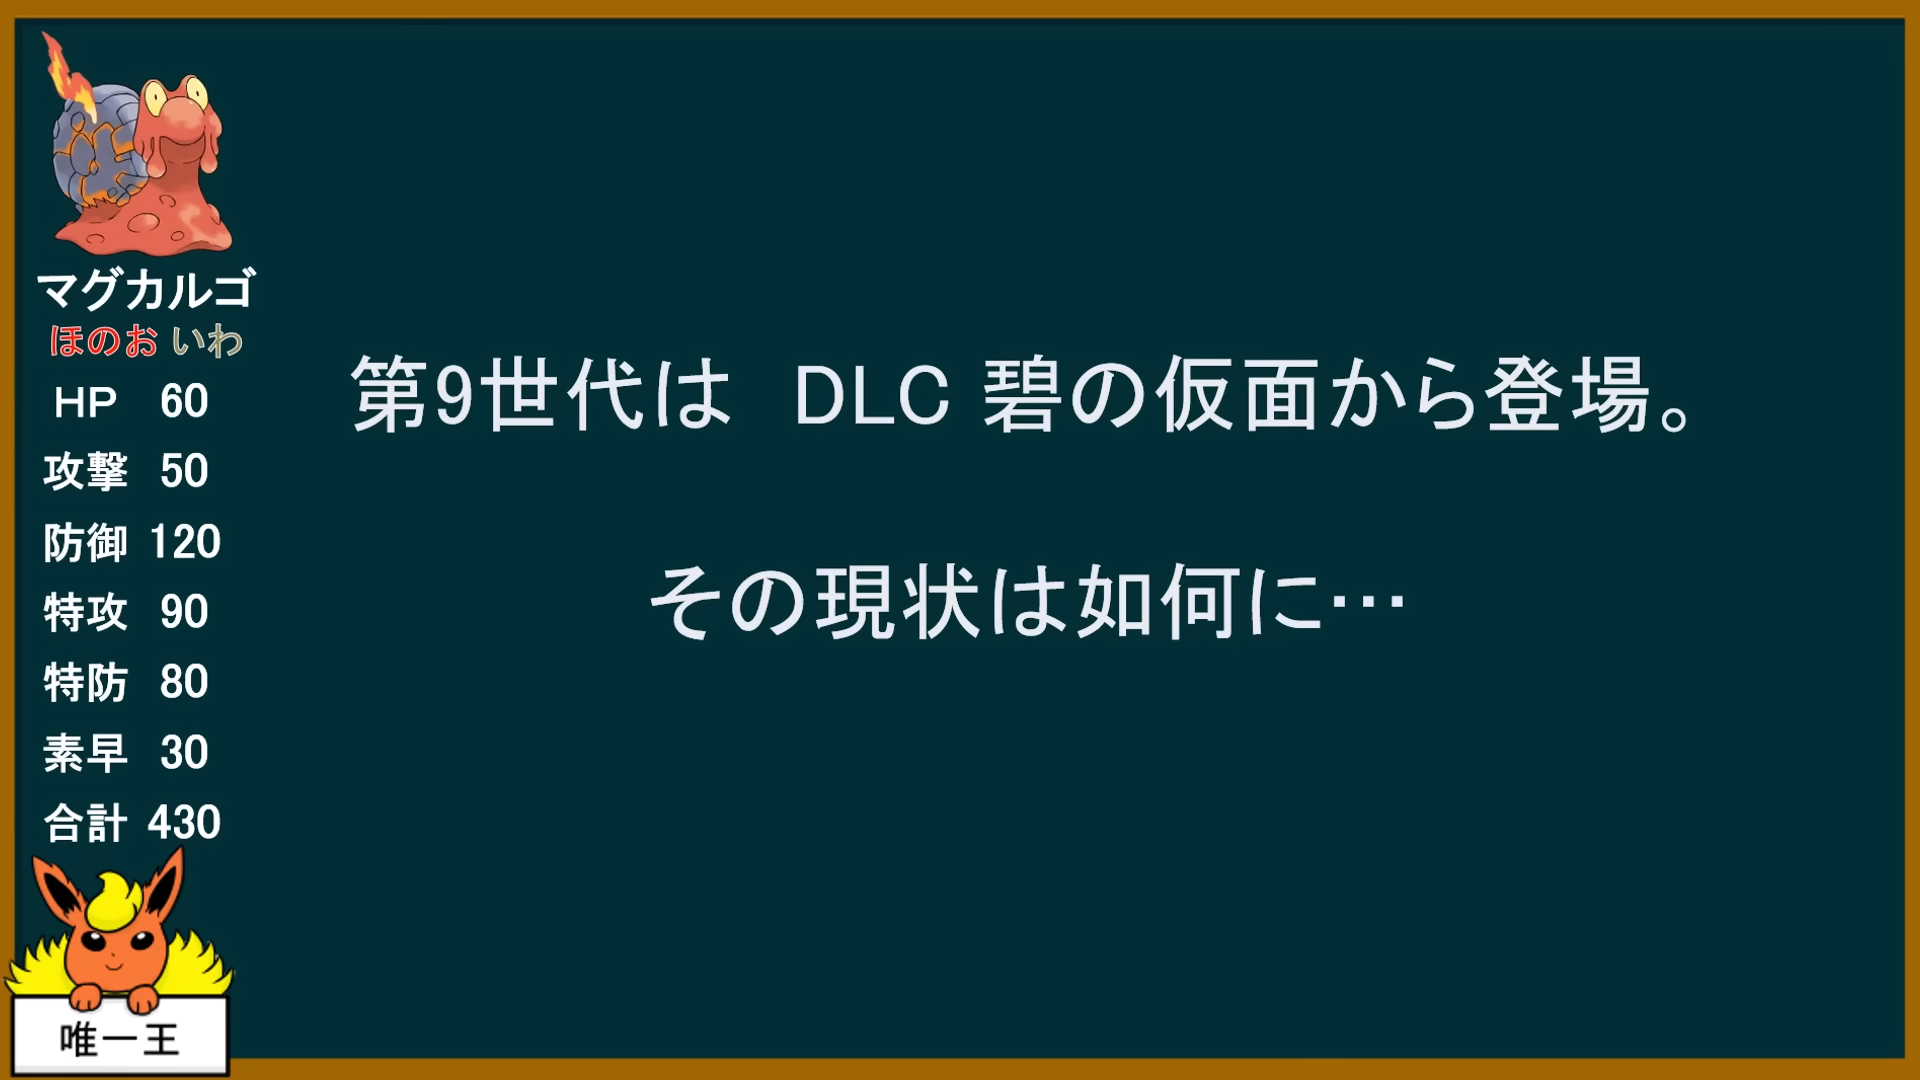 マグカルゴ
ほのお いわ
HP 60
攻撃 50
防御 120
特攻 90
特防 80
素早 30
合計 430
唯一王
第9世代は DLC 碧の仮面から登場。
その現状は如何に…